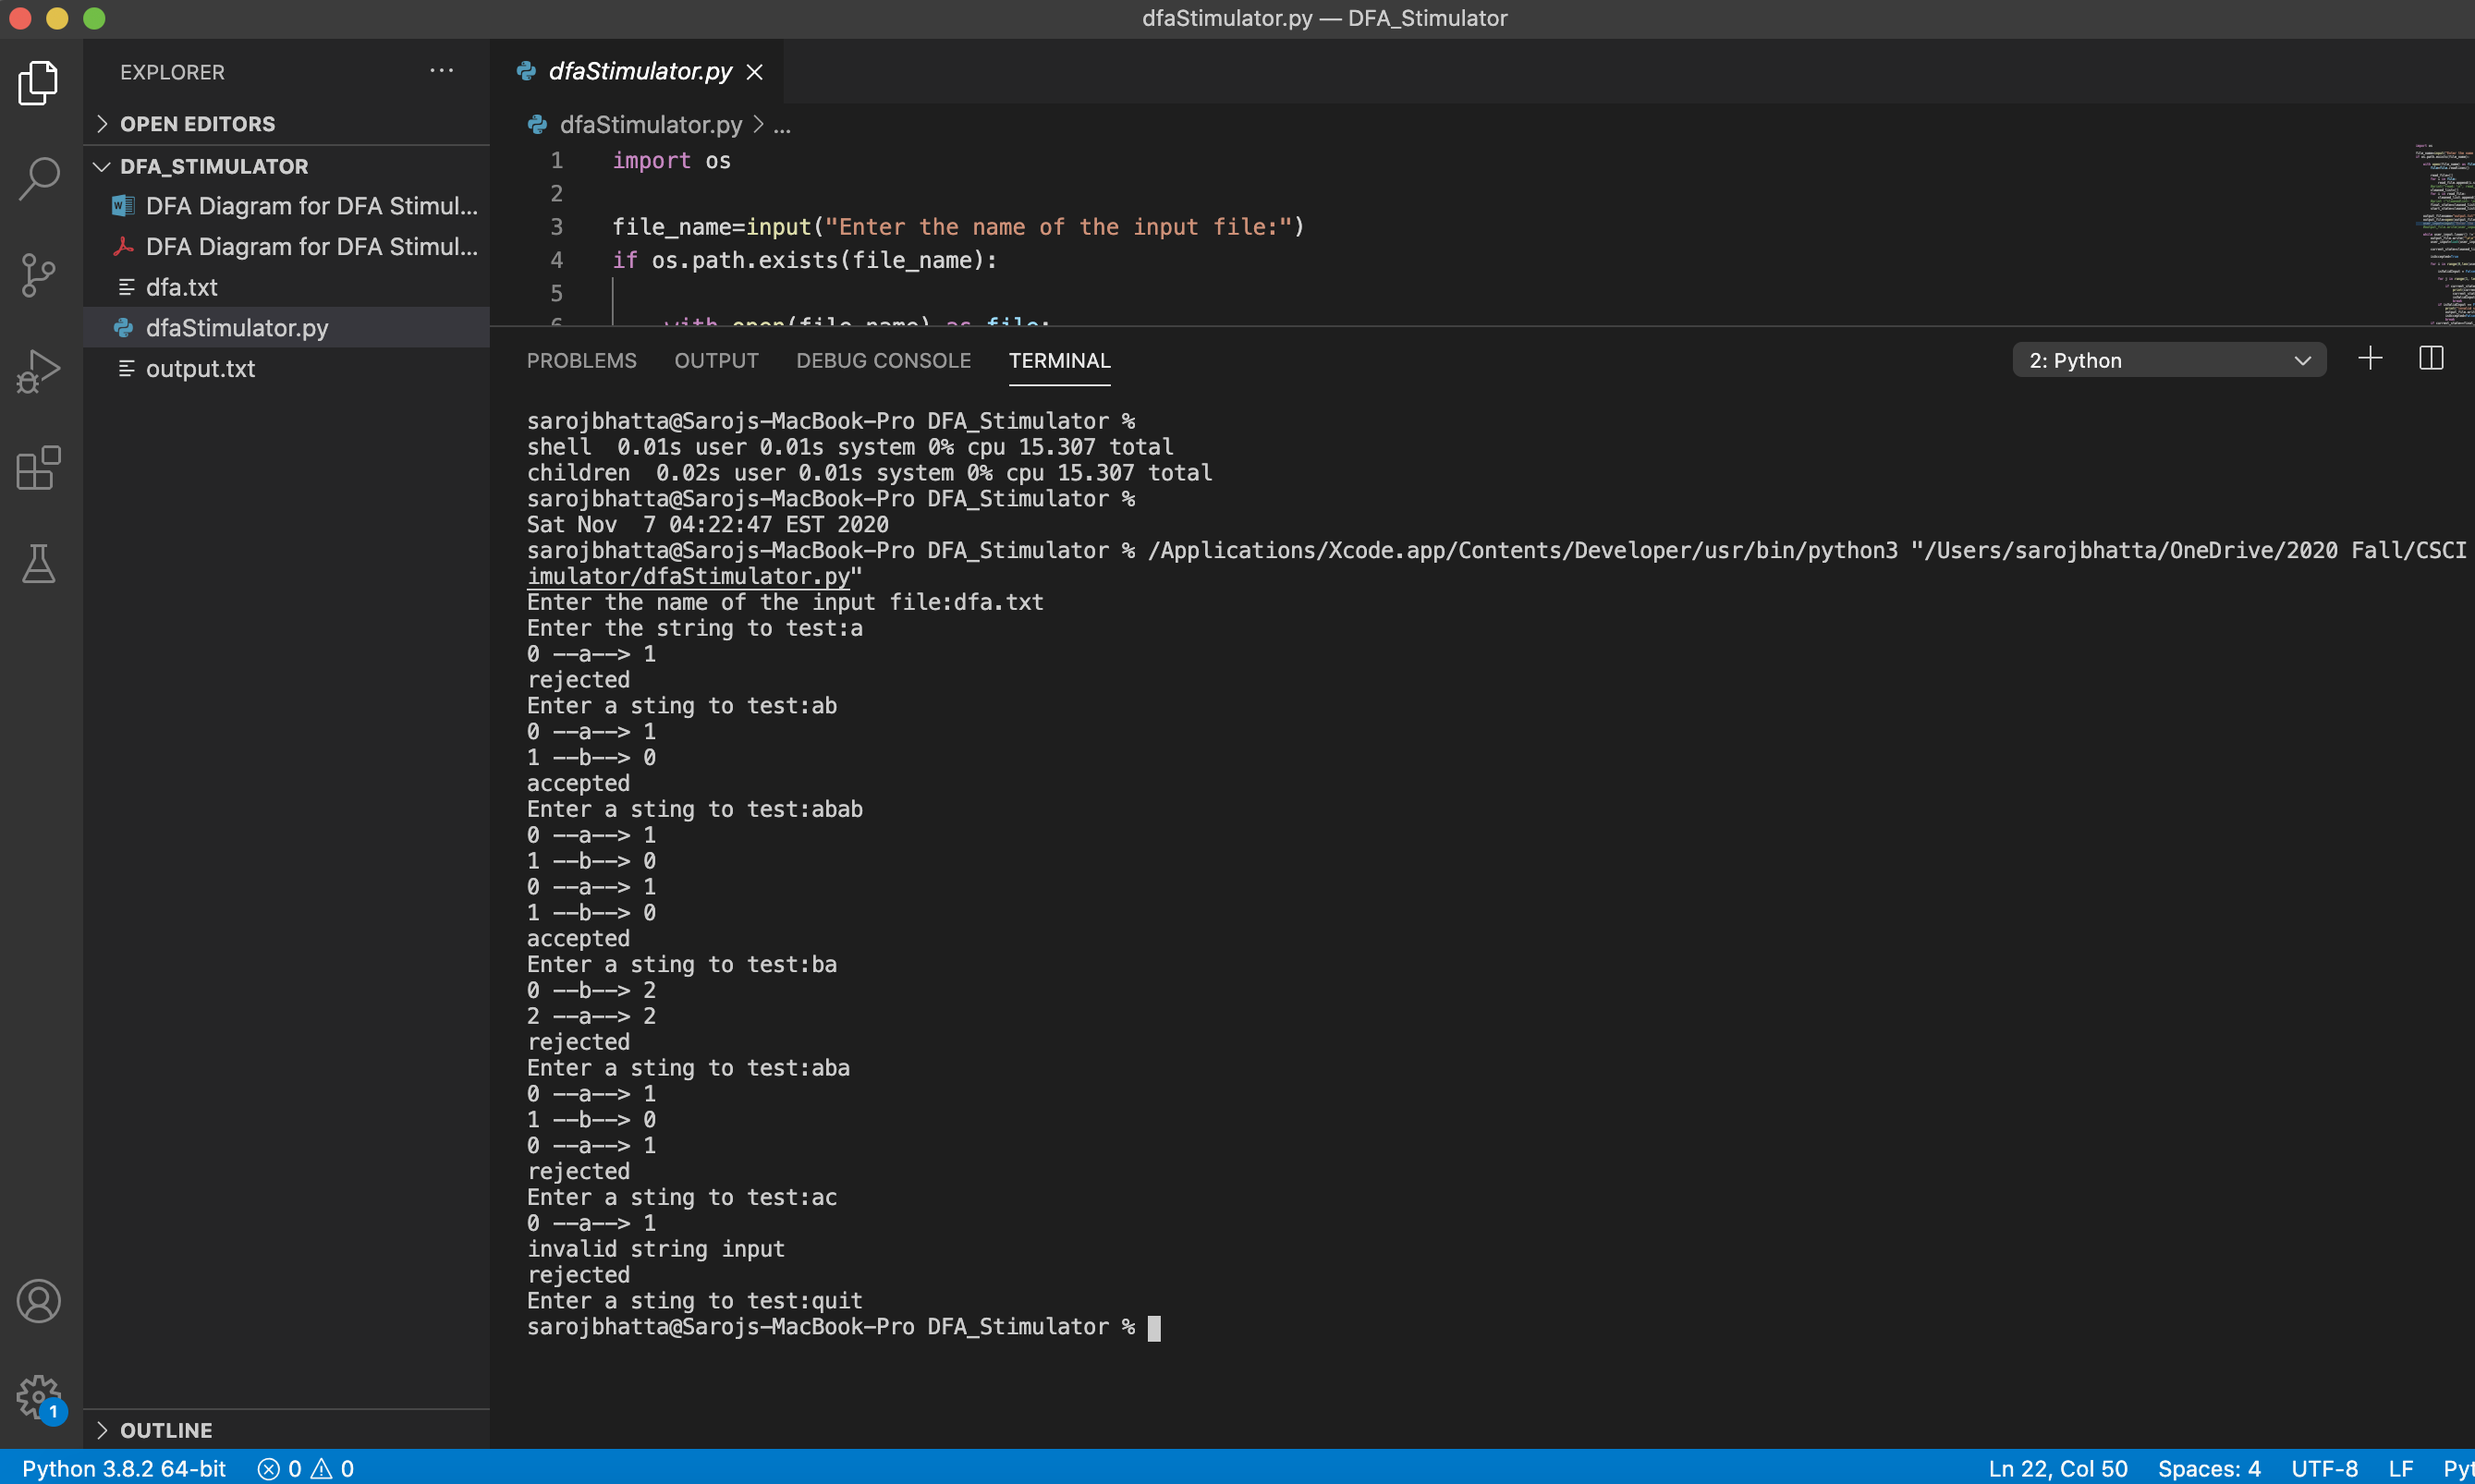 dfaStimulator.py — DFA_Stimulator
EXPLORER
OPEN EDITORS
DFA_STIMULATOR
DFA Diagram for DFA Stimul...
DFA Diagram for DFA Stimul...
dfa.txt
dfaStimulator.py
output.txt
OUTLINE
dfaStimulator.py
dfaStimulator.py > ...
1 import os
2
3 file_name=input("Enter the name of the input file:")
4 if os.path.exists(file_name):
5
6 with open(file_name) as file:
PROBLEMS OUTPUT DEBUG CONSOLE TERMINAL 2: Python
sarojbhatta@Sarojs-MacBook-Pro DFA_Stimulator %
shell  0.01s user 0.01s system 0% cpu 15.307 total
children  0.02s user 0.01s system 0% cpu 15.307 total
sarojbhatta@Sarojs-MacBook-Pro DFA_Stimulator %
Sat Nov  7 04:22:47 EST 2020
sarojbhatta@Sarojs-MacBook-Pro DFA_Stimulator % /Applications/Xcode.app/Contents/Developer/usr/bin/python3 "/Users/sarojbhatta/OneDrive/2020 Fall/CSCI
imulator/dfaStimulator.py"
Enter the name of the input file:dfa.txt
Enter the string to test:a
0 --a--> 1
rejected
Enter a sting to test:ab
0 --a--> 1
1 --b--> 0
accepted
Enter a sting to test:abab
0 --a--> 1
1 --b--> 0
0 --a--> 1
1 --b--> 0
accepted
Enter a sting to test:ba
0 --b--> 2
2 --a--> 2
rejected
Enter a sting to test:aba
0 --a--> 1
1 --b--> 0
0 --a--> 1
rejected
Enter a sting to test:ac
0 --a--> 1
invalid string input
rejected
Enter a sting to test:quit
sarojbhatta@Sarojs-MacBook-Pro DFA_Stimulator %
1
Python 3.8.2 64-bit 0 0 Ln 22, Col 50 Spaces: 4 UTF-8 LF Pyt